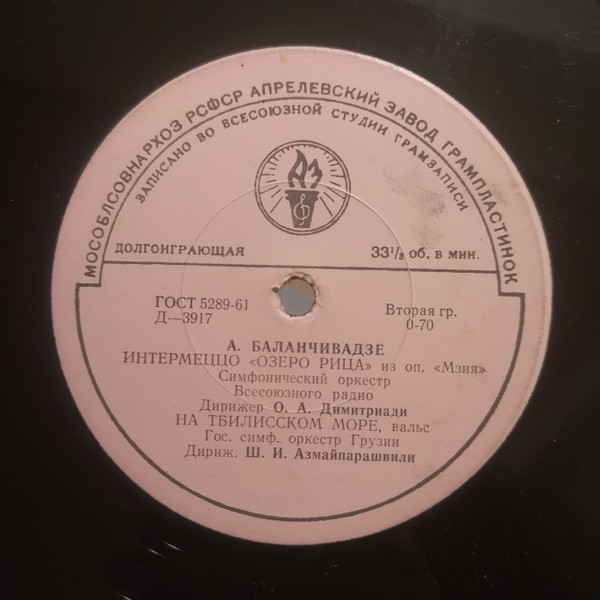 МОСОБЛСОВНАРХОЗ РСФСР АПРЕЛЕВСКИЙ ЗАВОД ГРАМПЛАСТИНОК
ЗАПИСАНО ВО ВСЕСОЮЗНОЙ СТУДИИ ГРАМЗАПИСИ
АЗ
ДОЛГОИГРАЮЩАЯ 33⅓ об. в мин.
ГОСТ 5289-61 Вторая гр.
Д—3917 0-70
А. БАЛАНЧИВАДЗЕ
ИНТЕРМЕЦЦО «ОЗЕРО РИЦА» из оп. «Мзия»
Симфонический оркестр
Всесоюзного радио
Дирижер О. А. Димитриади
НА ТБИЛИССКОМ МОРЕ, вальс
Гос. симф. оркестр Грузии
Дириж. Ш. И. Азмайпарашвили